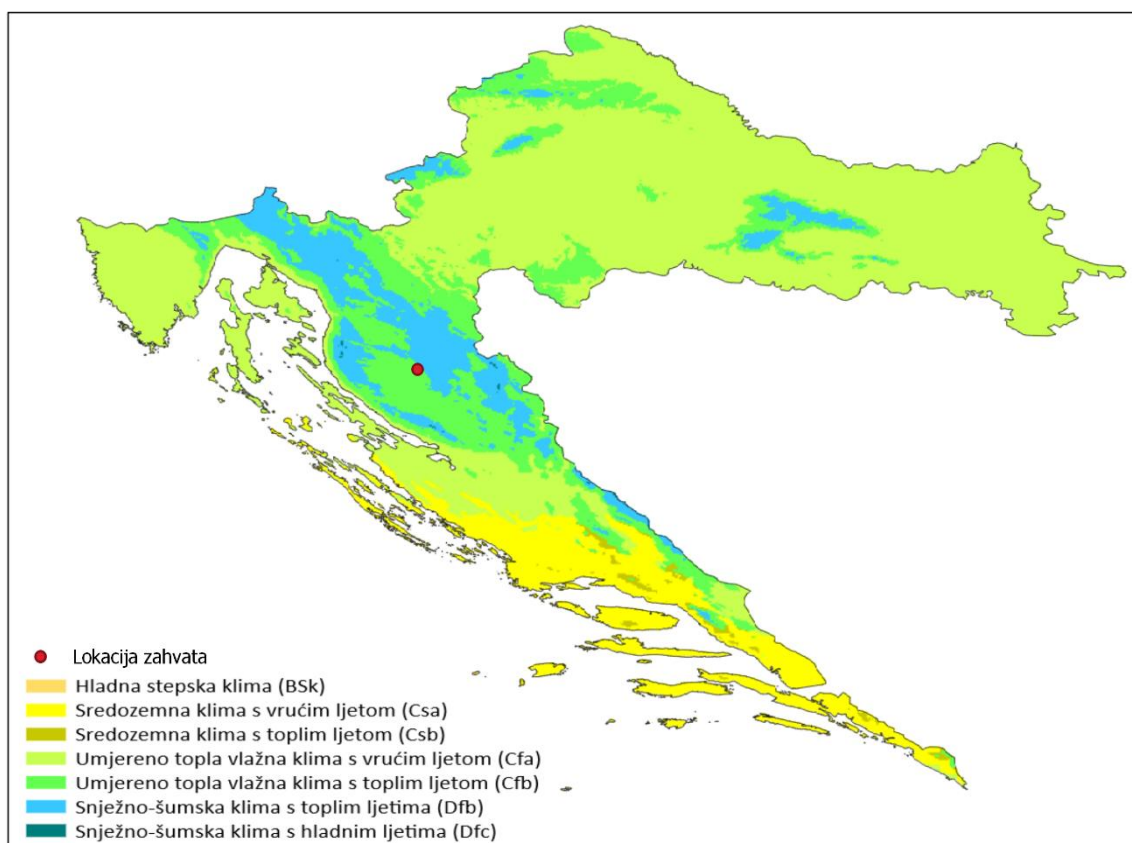 Lokacija zahvata
Hladna stepska klima (BSk)
Sredozemna klima s vrućim ljetom (Csa)
Sredozemna klima s toplim ljetom (Csb)
Umjereno topla vlažna klima s vrućim ljetom (Cfa)
Umjereno topla vlažna klima s toplim ljetom (Cfb)
Snježno-šumska klima s toplim ljetima (Dfb)
Snježno-šumska klima s hladnim ljetima (Dfc)